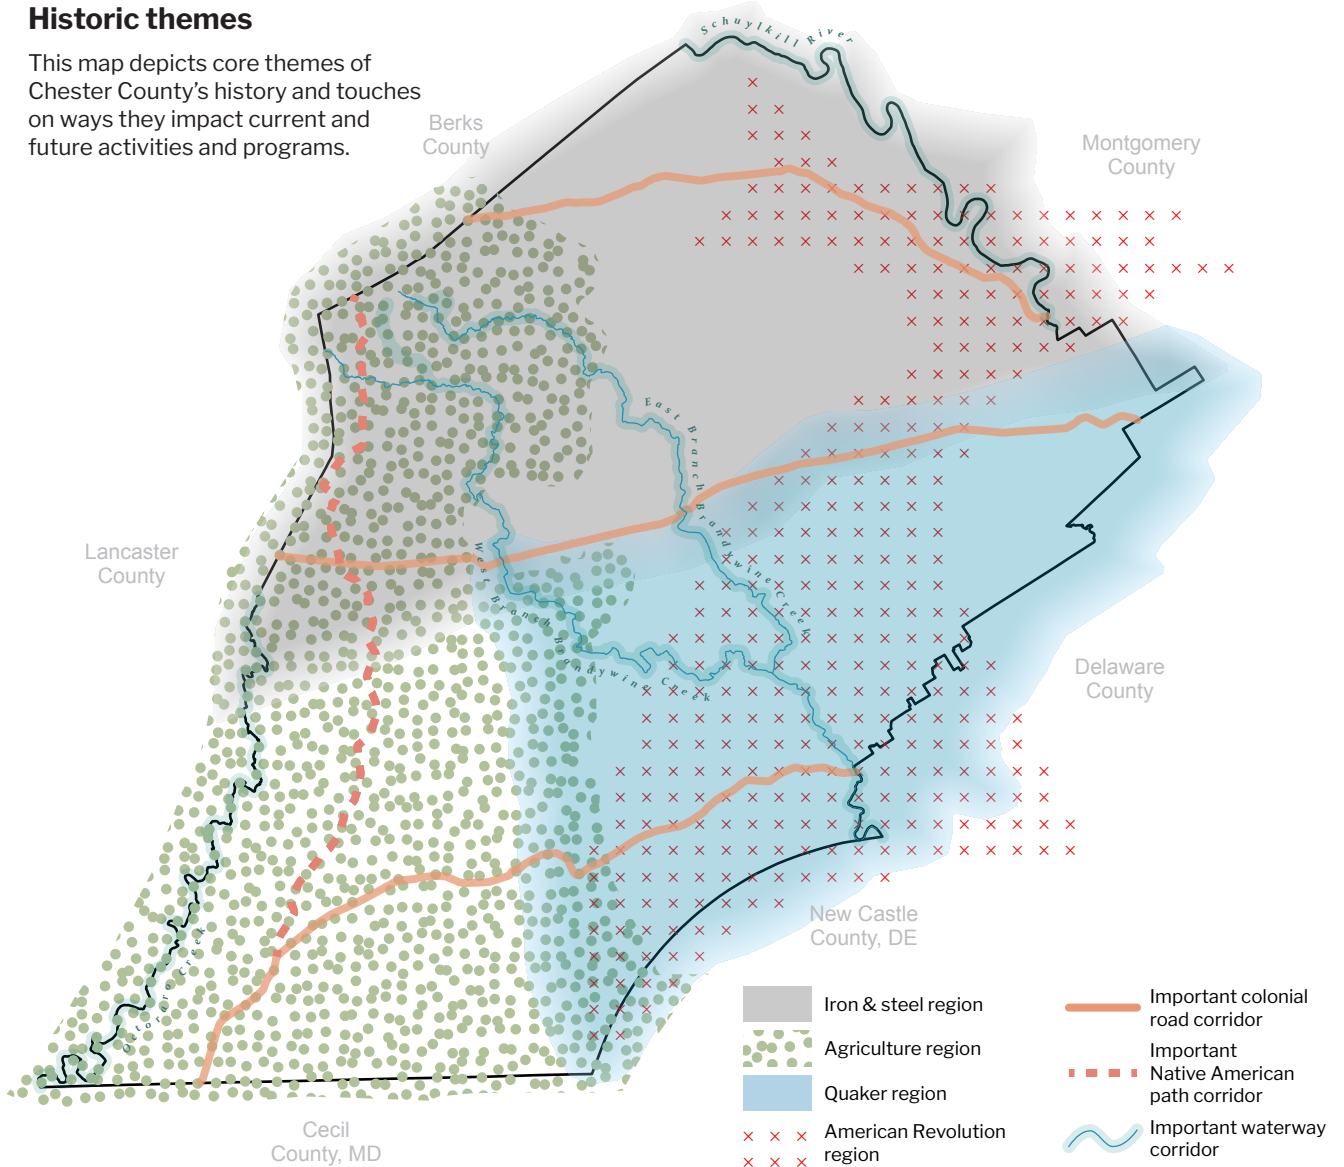 Historic themes
This map depicts core themes of
Chester County's history and touches
on ways they impact current and
future activities and programs.
Schuylkill River
Berks
County
Montgomery
County
East Branch Brandywine Creek
Lancaster
County
West Branch Brandywine Creek
Delaware
County
Octoraro Creek
New Castle
County, DE
Cecil
County, MD
Iron & steel region
Agriculture region
Quaker region
American Revolution
region
Important colonial
road corridor
Important
Native American
path corridor
Important waterway
corridor